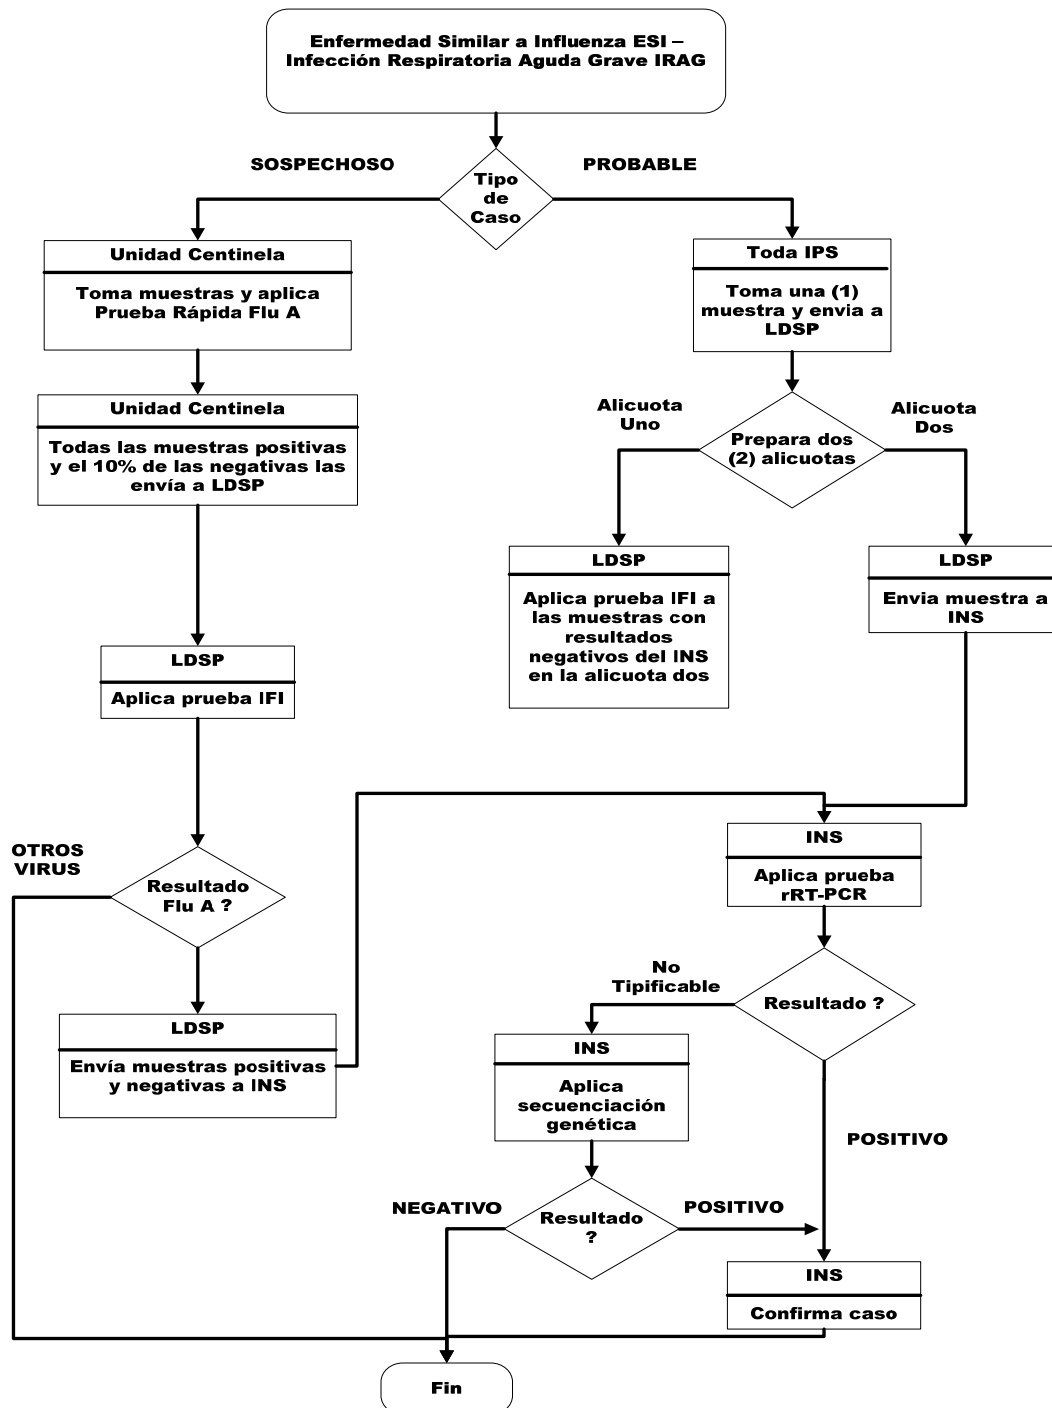 Enfermedad Similar a Influenza ESI –
Infección Respiratoria Aguda Grave IRAG
SOSPECHOSO
PROBABLE
Tipo
de
Caso
Unidad Centinela
Toma muestras y aplica
Prueba Rápida Flu A
Toda IPS
Toma una (1)
muestra y envia a
LDSP
Unidad Centinela
Todas las muestras positivas
y el 10% de las negativas las
envía a LDSP
Alicuota
Uno
Prepara dos
(2) alicuotas
Alicuota
Dos
LDSP
Aplica prueba IFI a
las muestras con
resultados
negativos del INS
en la alicuota dos
LDSP
Envia muestra a
INS
LDSP
Aplica prueba IFI
OTROS
VIRUS
Resultado
Flu A ?
INS
Aplica prueba
rRT-PCR
LDSP
Envía muestras positivas
y negativas a INS
No
Tipificable
Resultado ?
INS
Aplica
secuenciación
genética
POSITIVO
NEGATIVO
Resultado
?
POSITIVO
INS
Confirma caso
Fin